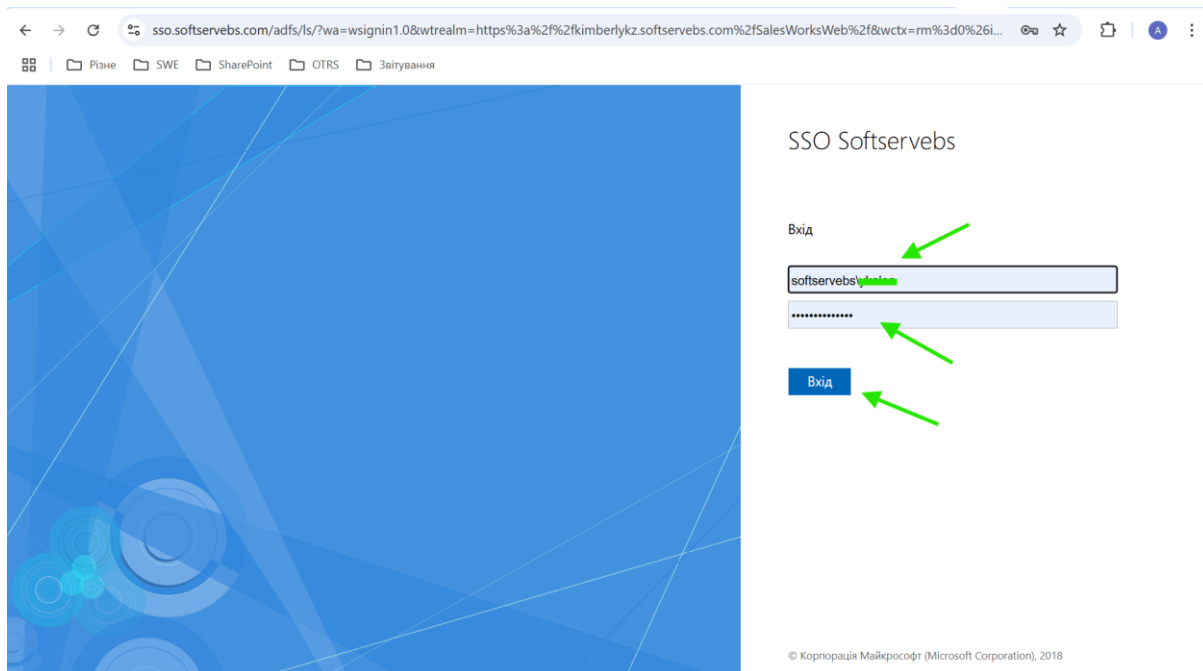 sso.softservebs.com/adfs/ls/?wa=wsignin1.0&wtrealm=https%3a%2f%2fkimberlykz.softservebs.com%2fSalesWorksWeb%2f&wctx=rm%3d0%26i...
A
Різне SWE SharePoint OTRS Звітування
SSO Softservebs
Вхід
softservebs\
••••••••••••••
Вхід
© Корпорація Майкрософт (Microsoft Corporation), 2018